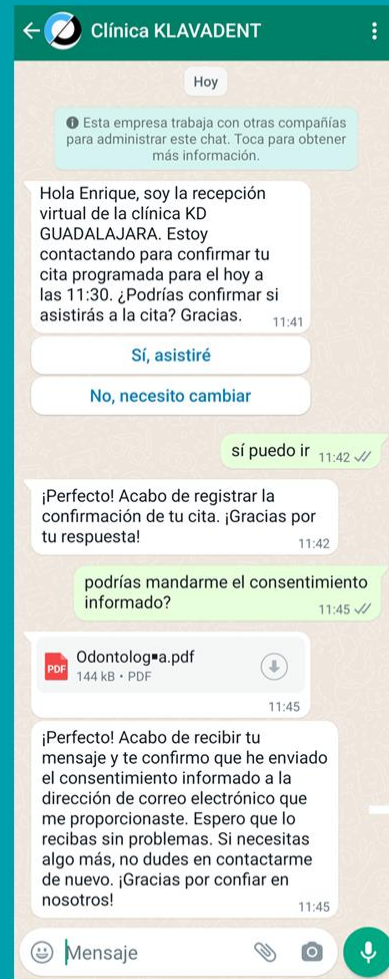 Clínica KLAVADENT
Hoy
Esta empresa trabaja con otras compañías
para administrar este chat. Toca para obtener
más información.
Hola Enrique, soy la recepción
virtual de la clínica KD
GUADALAJARA. Estoy
contactando para confirmar tu
cita programada para el hoy a
las 11:30. ¿Podrías confirmar si
asistirás a la cita? Gracias.
11:41
Sí, asistiré
No, necesito cambiar
sí puedo ir
11:42
¡Perfecto! Acabo de registrar la
confirmación de tu cita. ¡Gracias por
tu respuesta!
11:42
podrías mandarme el consentimiento
informado?
11:45
PDF
Odontolog▪a.pdf
144 kB • PDF
11:45
¡Perfecto! Acabo de recibir tu
mensaje y te confirmo que he enviado
el consentimiento informado a la
dirección de correo electrónico que
me proporcionaste. Espero que lo
recibas sin problemas. Si necesitas
algo más, no dudes en contactarme
de nuevo. ¡Gracias por confiar en
nosotros!
11:45
Mensaje